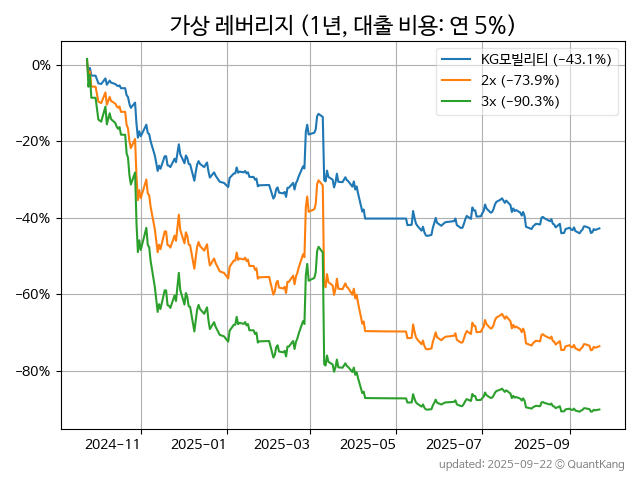 가상 레버리지 (1년, 대출 비용: 연 5%)
KG모빌리티 (−43.1%)
2x (−73.9%)
3x (−90.3%)
0%
−20%
−40%
−60%
−80%
2024-11 2025-01 2025-03 2025-05 2025-07 2025-09
updated: 2025-09-22 © QuantKang